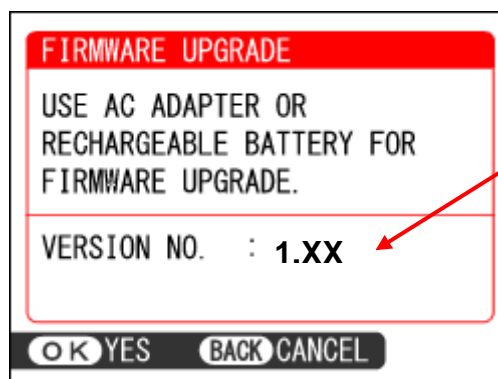 FIRMWARE UPGRADE
USE AC ADAPTER OR
RECHARGEABLE BATTERY FOR
FIRMWARE UPGRADE.
VERSION NO. : 1.XX
OK YES BACK CANCEL